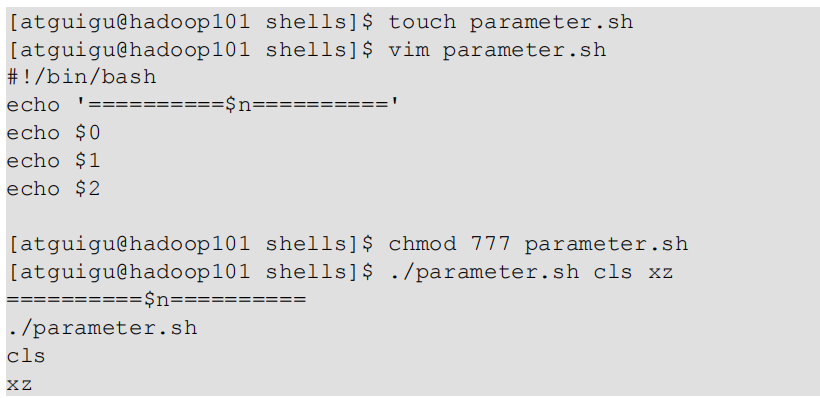 [atguigu@hadoop101 shells]$ touch parameter.sh
[atguigu@hadoop101 shells]$ vim parameter.sh
#!/bin/bash
echo '==========$n=========='
echo $0
echo $1
echo $2
[atguigu@hadoop101 shells]$ chmod 777 parameter.sh
[atguigu@hadoop101 shells]$ ./parameter.sh cls xz
==========$n==========
./parameter.sh
cls
xz